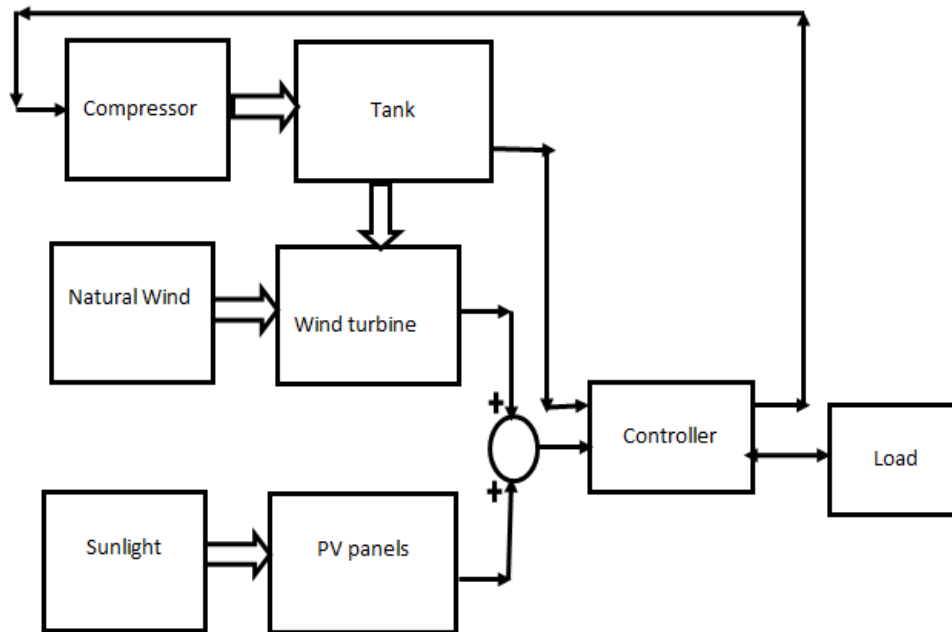 Compressor
Tank
Natural Wind
Wind turbine
+
Controller
Load
+
Sunlight
PV panels